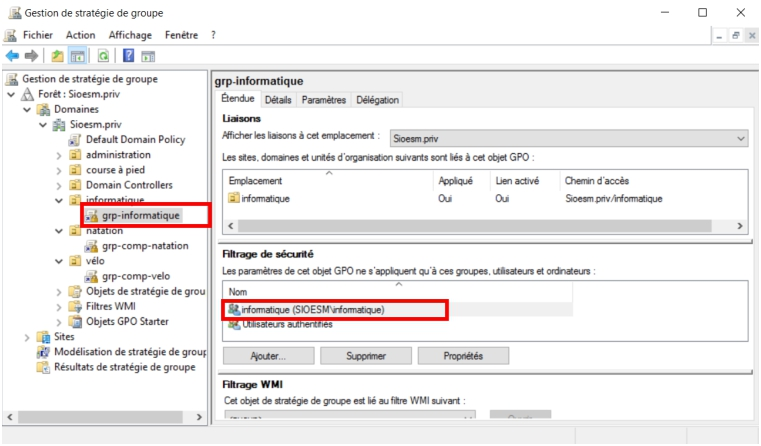 Gestion de stratégie de groupe
Fichier Action Affichage Fenêtre ?
Gestion de stratégie de groupe
Forêt : Sioesm.priv
Domaines
Sioesm.priv
Default Domain Policy
administration
course à pied
Domain Controllers
informatique
grp-informatique
natation
grp-comp-natation
vélo
grp-comp-velo
Objets de stratégie de grou
Filtres WMI
Objets GPO Starter
Sites
Modélisation de stratégie de group
Résultats de stratégie de groupe
grp-informatique
Étendue Détails Paramètres Délégation
Liaisons
Afficher les liaisons à cet emplacement : Sioesm.priv
Les sites, domaines et unités d'organisation suivants sont liés à cet objet GPO :
Emplacement Appliqué Lien activé Chemin d'accès
informatique Oui Oui Sioesm.priv/informatique
Filtrage de sécurité
Les paramètres de cet objet GPO ne s'appliquent qu'à ces groupes, utilisateurs et ordinateurs :
Nom
informatique (SIOESM\informatique)
Utilisateurs authentifiés
Ajouter... Supprimer Propriétés
Filtrage WMI
Cet objet de stratégie de groupe est lié au filtre WMI suivant :